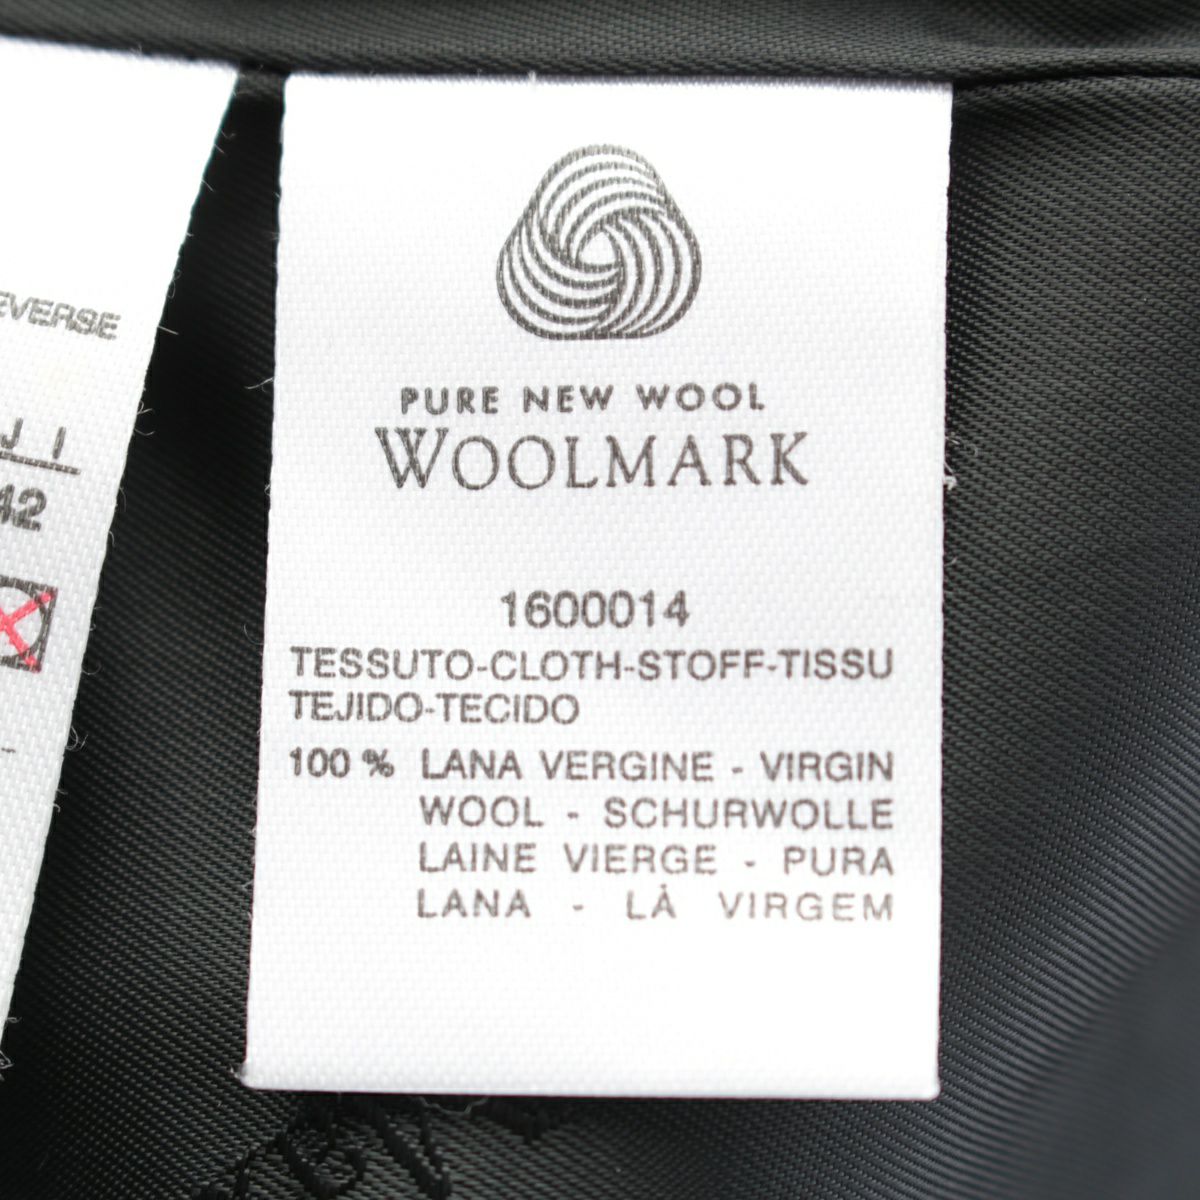 EVERSE
J I
42
PURE NEW WOOL
WOOLMARK
1600014
TESSUTO-CLOTH-STOFF-TISSU
TEJIDO-TECIDO
100 % LANA VERGINE - VIRGIN
WOOL - SCHURWOLLE
LAINE VIERGE - PURA
LANA - LÀ VIRGEM